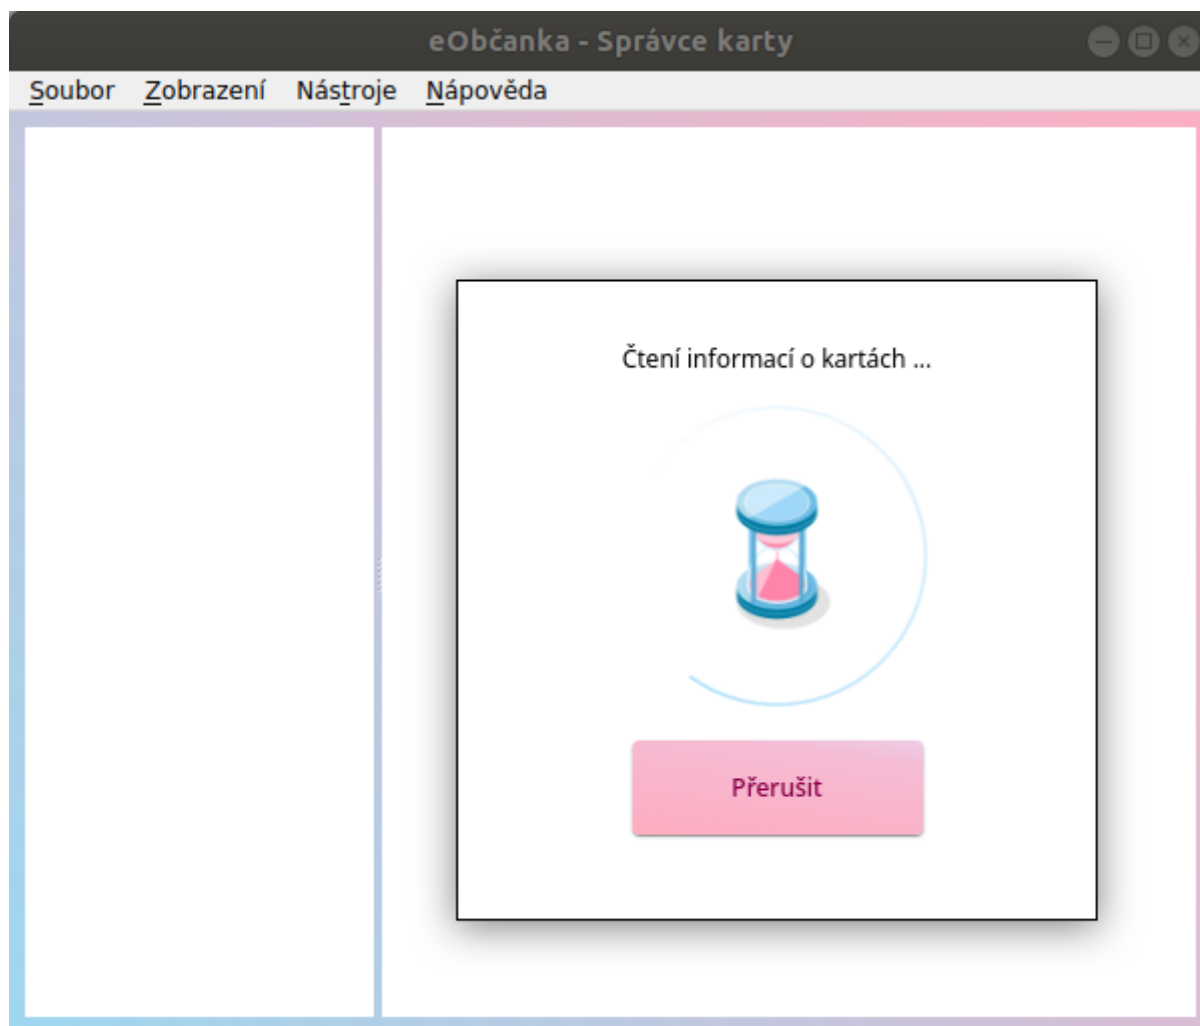 eObčanka - Správce karty
Soubor Zobrazení Nástroje Nápověda
Čtení informací o kartách ...
Přerušit